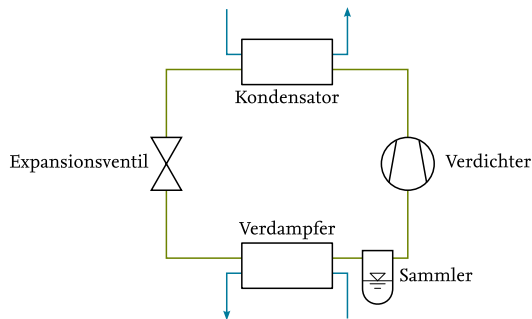 Kondensator
Expansionsventil
Verdichter
Verdampfer
Sammler